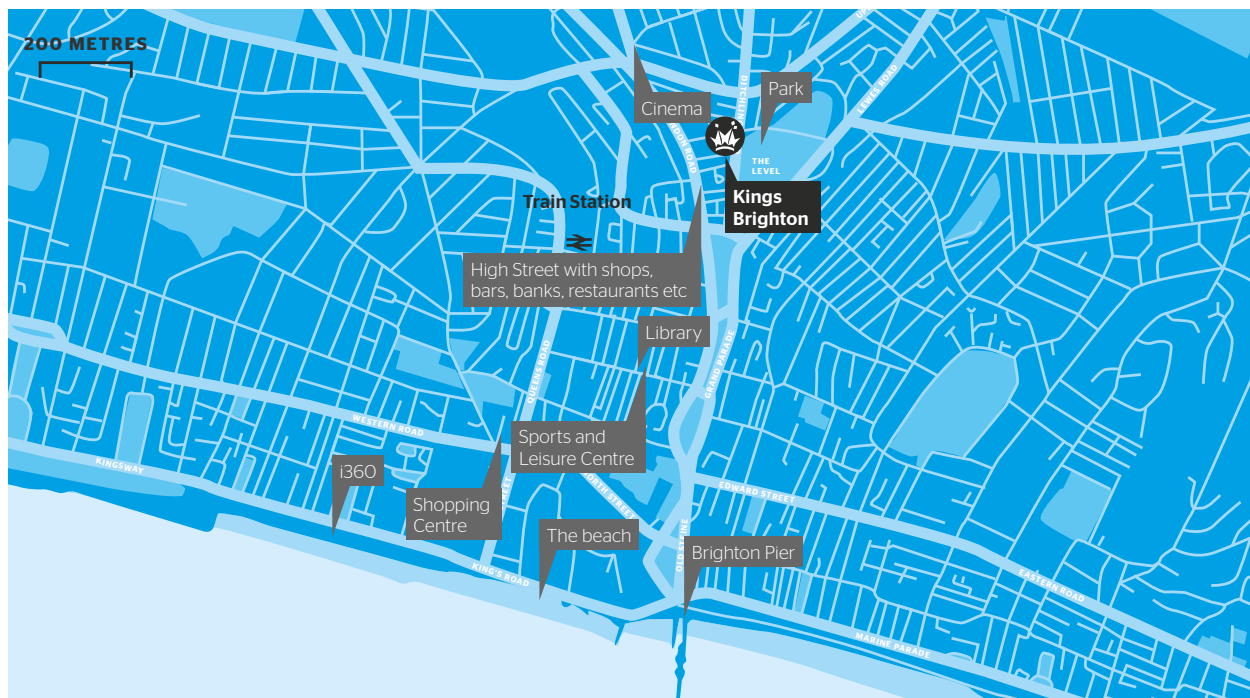 200 METRES
Cinema
Park
LEWES ROAD
THE
LEVEL
Kings
Brighton
Train Station
High Street with shops,
bars, banks, restaurants etc
Library
GRAND PARADE
QUEENS ROAD
WESTERN ROAD
Sports and
Leisure Centre
KINGSWAY
i360
Shopping
Centre
EDWARD STREET
The beach
Brighton Pier
KING'S ROAD
EASTERN ROAD
MARINE PARADE